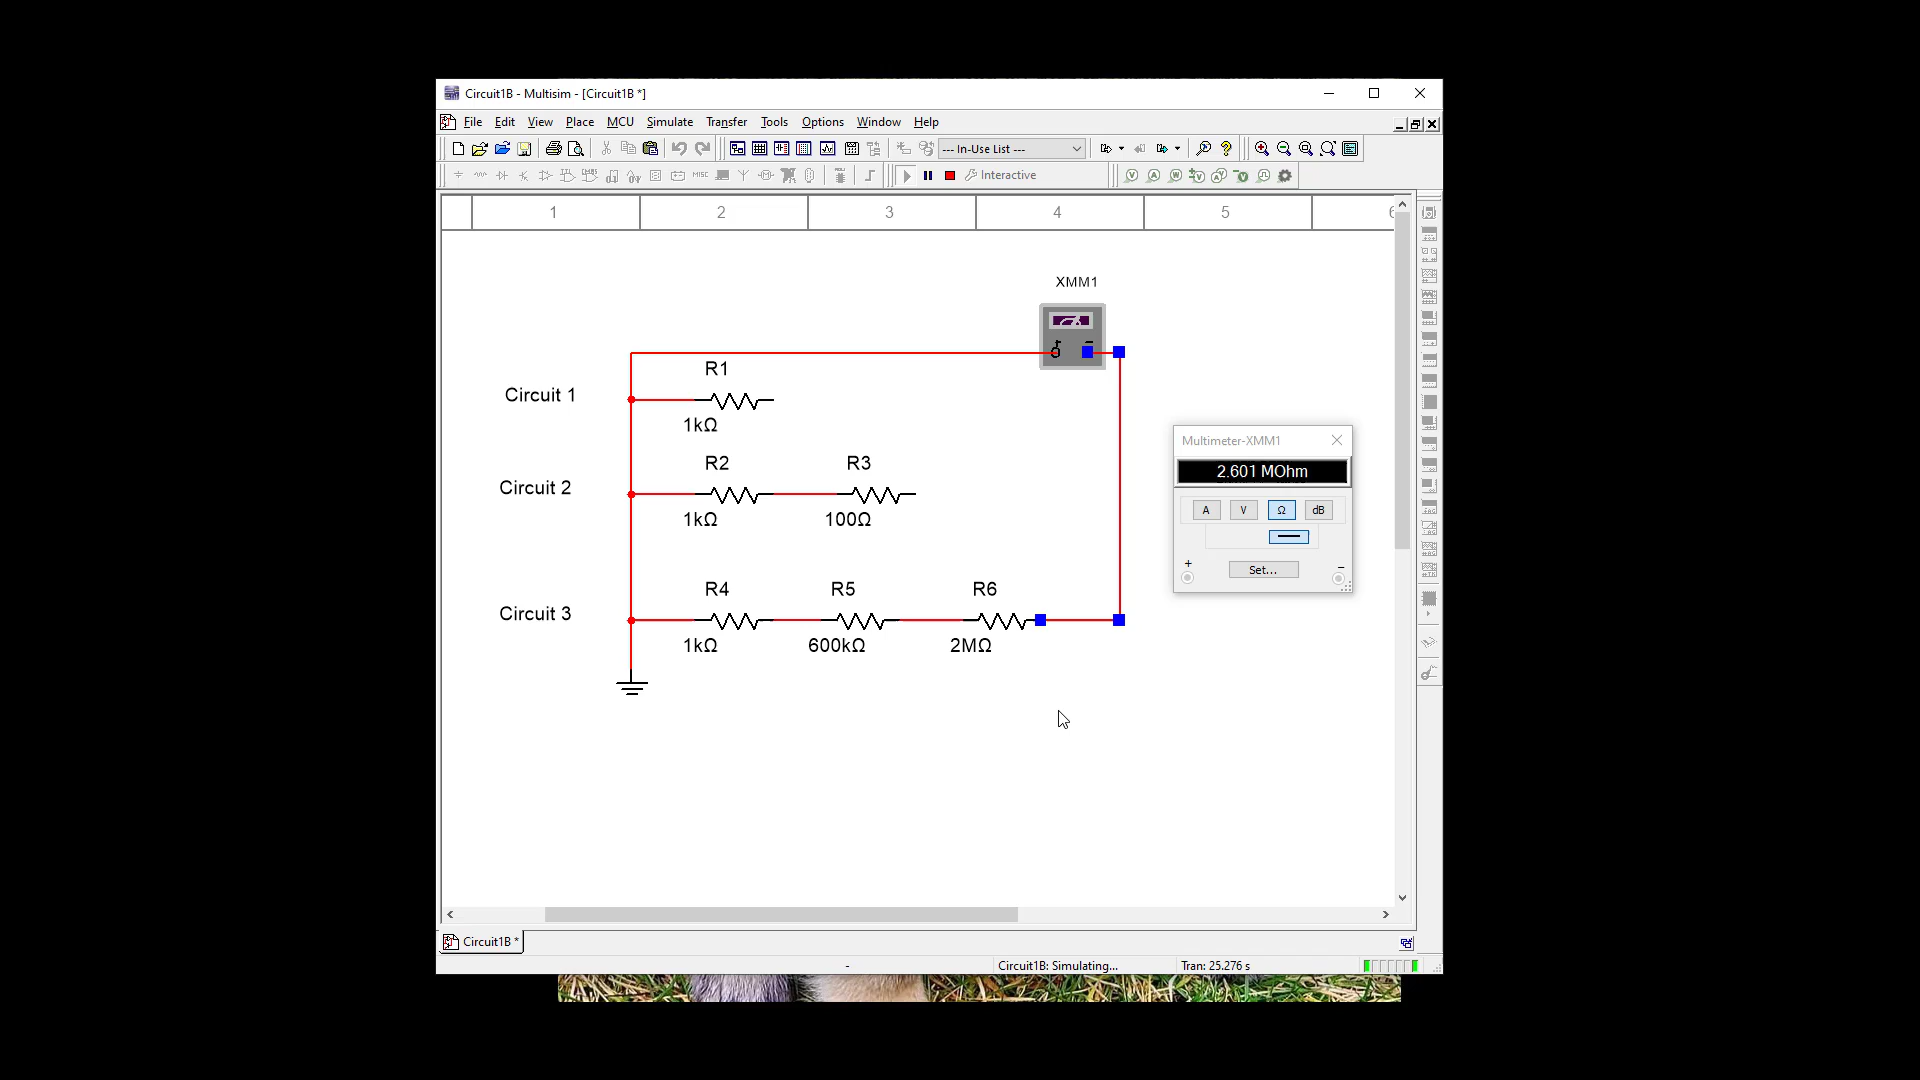 Circuit1B - Multisim - [Circuit1B *]
File Edit View Place MCU Simulate Transfer Tools Options Window Help
--- In-Use List ---
MISC Interactive
1 2 3 4 5 6
XMM1
R1
Circuit 1
1kΩ
R2 R3
Circuit 2
1kΩ 100Ω
R4 R5 R6
Circuit 3
1kΩ 600kΩ 2MΩ
Multimeter-XMM1
2.601 MOhm
A V Ω dB
+ −
Set...
Circuit1B *
- Circuit1B: Simulating... Tran: 25.276 s